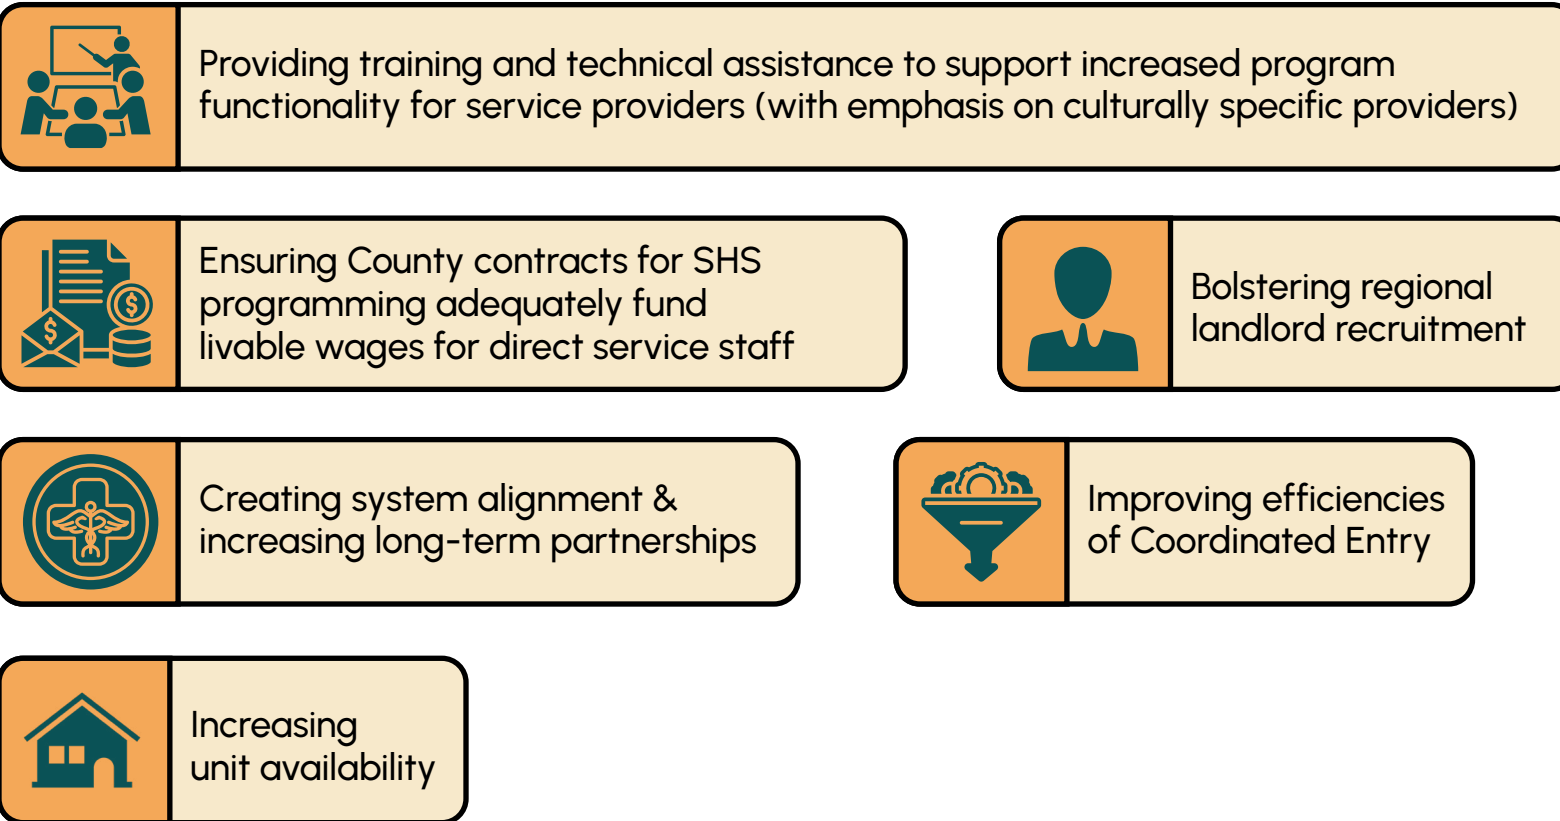 Providing training and technical assistance to support increased program
functionality for service providers (with emphasis on culturally specific providers)
Ensuring County contracts for SHS
programming adequately fund
livable wages for direct service staff
Bolstering regional
landlord recruitment
Creating system alignment &
increasing long-term partnerships
Improving efficiencies
of Coordinated Entry
Increasing
unit availability